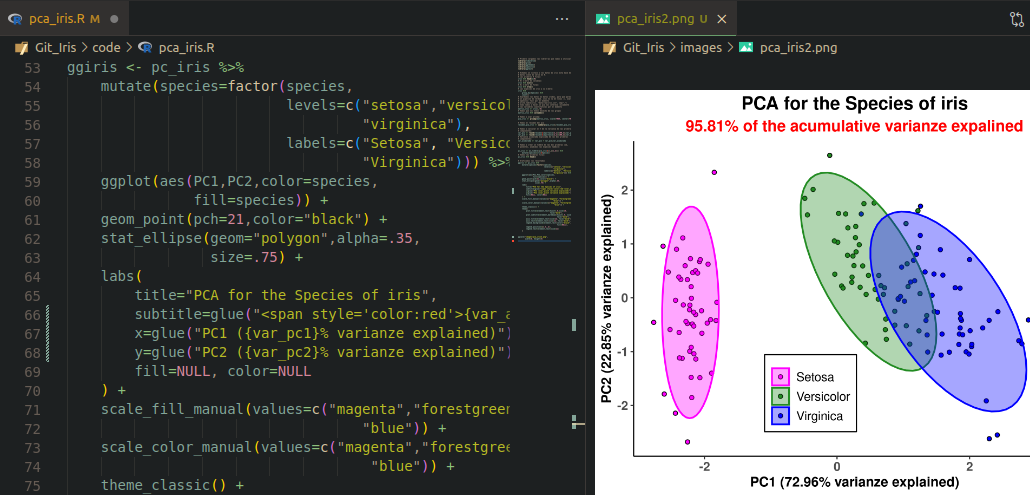 pca_iris.R M
pca_iris2.png U
Git_Iris > code > pca_iris.R
Git_Iris > images > pca_iris2.png
53 ggiris <- pc_iris %>%
54 mutate(species=factor(species,
55 levels=c("setosa","versicol
56 "virginica"),
57 labels=c("Setosa", "Versic
58 "Virginica"))) %>%
59 ggplot(aes(PC1,PC2,color=species,
60 fill=species)) +
61 geom_point(pch=21,color="black") +
62 stat_ellipse(geom="polygon",alpha=.35,
63 size=.75) +
64 labs(
65 title="PCA for the Species of iris",
66 subtitle=glue("<span style='color:red'>{var_a
67 x=glue("PC1 ({var_pc1}% varianze explained)")
68 y=glue("PC2 ({var_pc2}% varianze explained)")
69 fill=NULL, color=NULL
70 ) +
71 scale_fill_manual(values=c("magenta","forestgreen
72 "blue")) +
73 scale_color_manual(values=c("magenta","forestgree
74 "blue")) +
75 theme_classic() +
PCA for the Species of iris
95.81% of the acumulative varianze expalined
PC2 (22.85% varianze explained)
2
1
0
-1
-2
Setosa
Versicolor
Virginica
-2 0 2
PC1 (72.96% varianze explained)